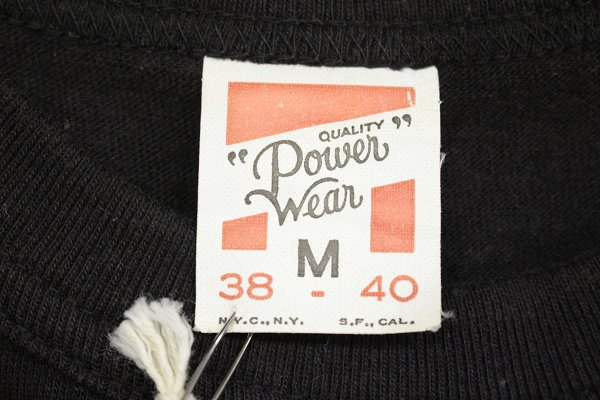 QUALITY
"Power"
Wear
M
38 - 40
N.Y.C., N.Y. S.F., CAL.